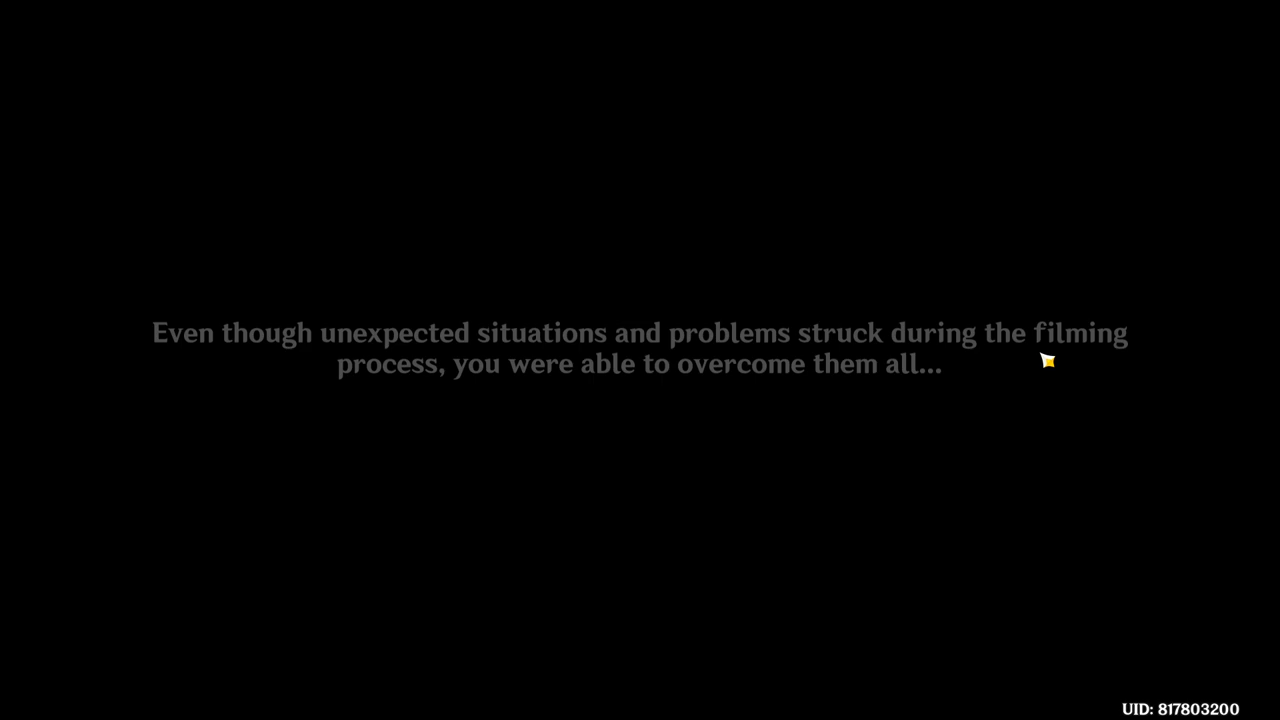 Even though unexpected situations and problems struck during the filming
process, you were able to overcome them all...
UID: 817803200